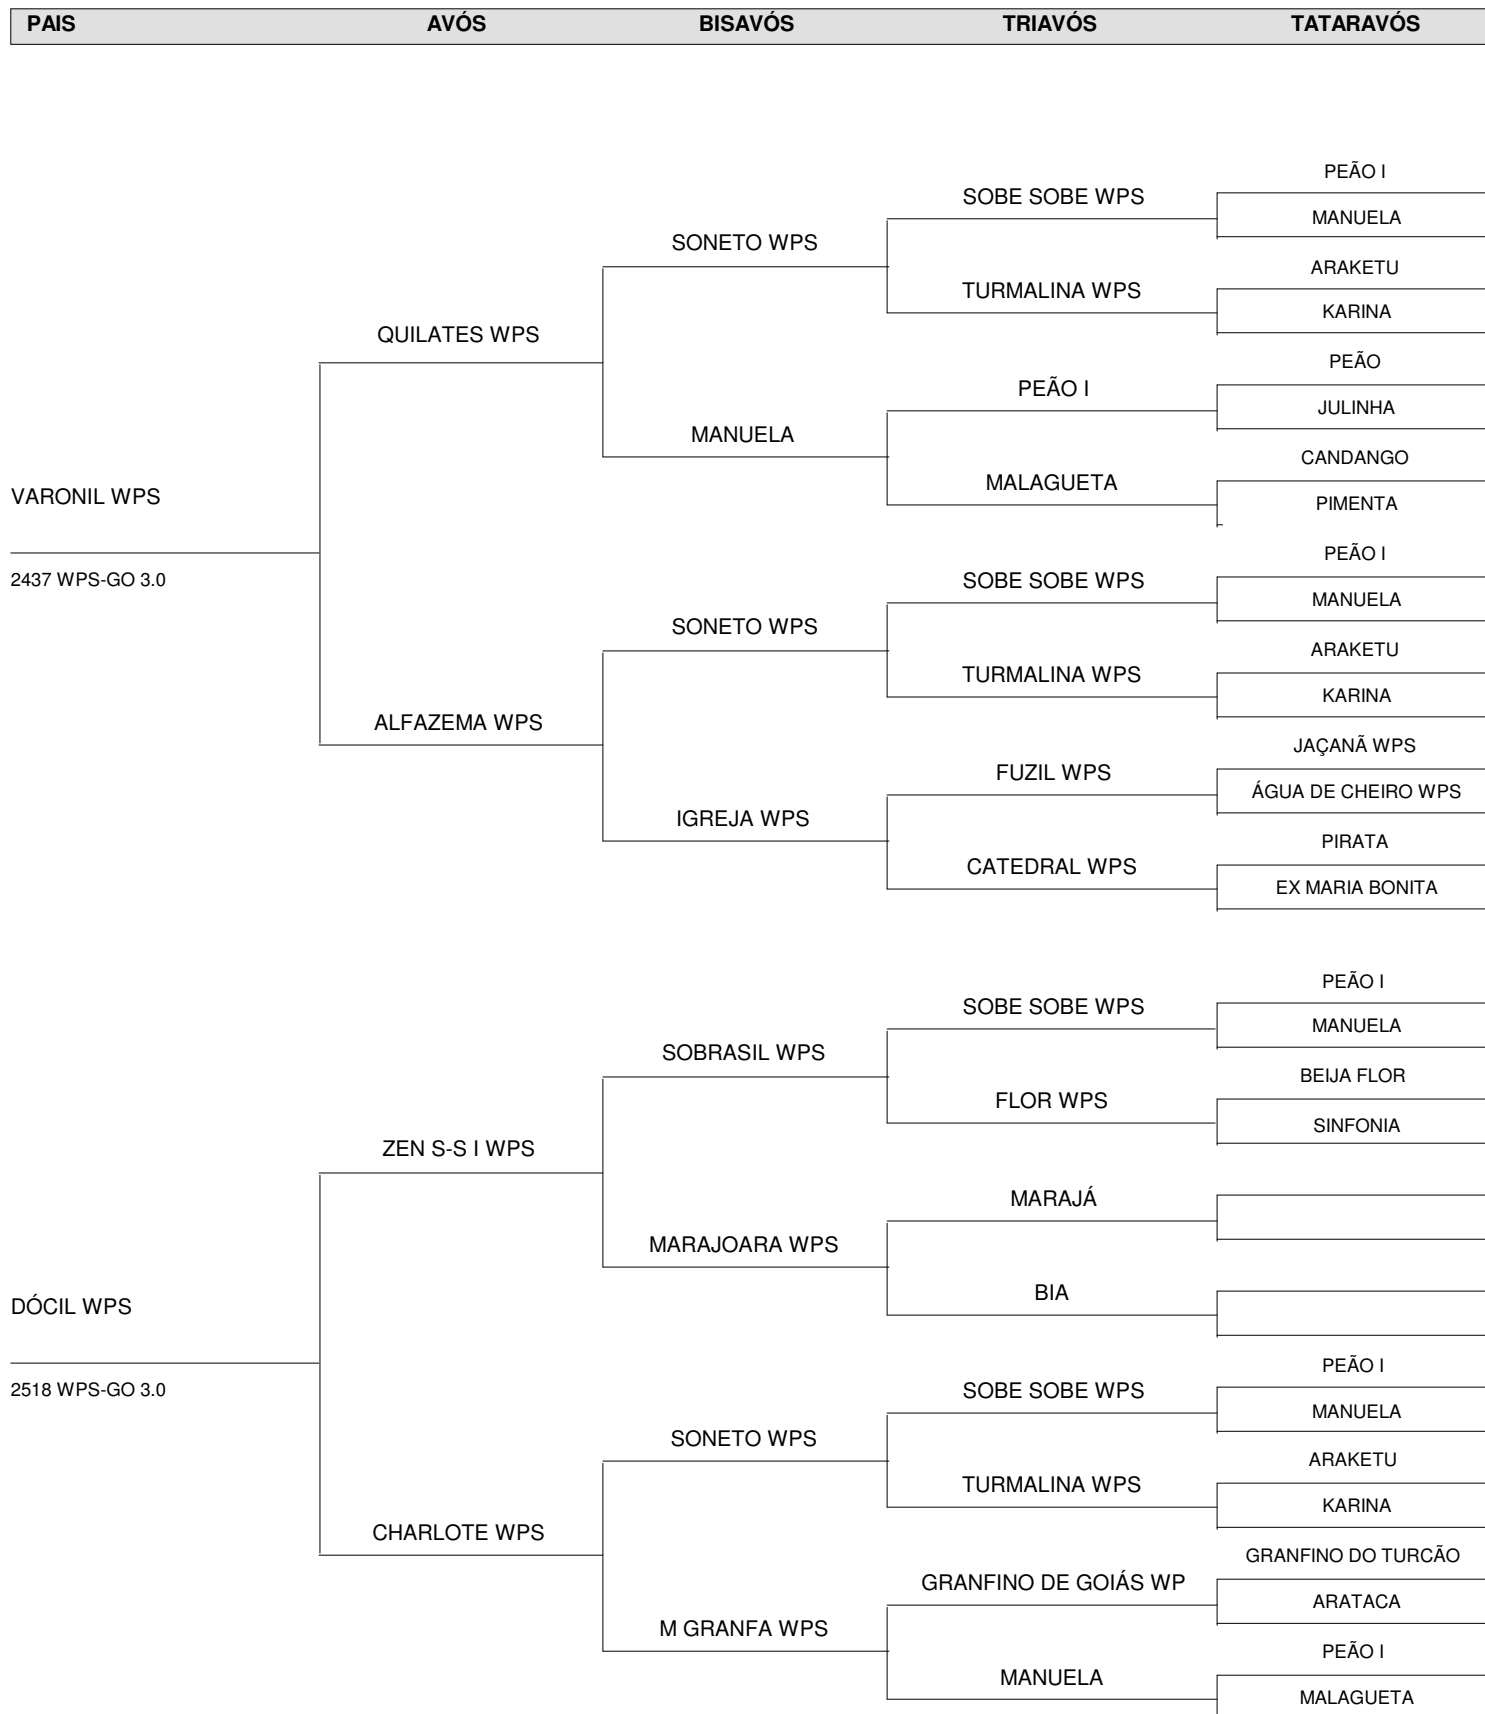 PAIS AVÓS BISAVÓS TRIAVÓS TATARAVÓS
PEÃO I
SOBE SOBE WPS
MANUELA
SONETO WPS
ARAKETU
TURMALINA WPS
KARINA
QUILATES WPS
PEÃO
PEÃO I
JULINHA
MANUELA
CANDANGO
MALAGUETA
VARONIL WPS
PIMENTA
PEÃO I
2437 WPS-GO 3.0
SOBE SOBE WPS
MANUELA
SONETO WPS
ARAKETU
TURMALINA WPS
KARINA
ALFAZEMA WPS
JAÇANÃ WPS
FUZIL WPS
ÁGUA DE CHEIRO WPS
IGREJA WPS
PIRATA
CATEDRAL WPS
EX MARIA BONITA
PEÃO I
SOBE SOBE WPS
MANUELA
SOBRASIL WPS
BEIJA FLOR
FLOR WPS
SINFONIA
ZEN S-S I WPS
MARAJÁ
MARAJOARA WPS
BIA
DÓCIL WPS
PEÃO I
2518 WPS-GO 3.0
SOBE SOBE WPS
MANUELA
SONETO WPS
ARAKETU
TURMALINA WPS
KARINA
CHARLOTE WPS
GRANFINO DO TURCÃO
GRANFINO DE GOIÁS WP
ARATACA
M GRANFA WPS
PEÃO I
MANUELA
MALAGUETA